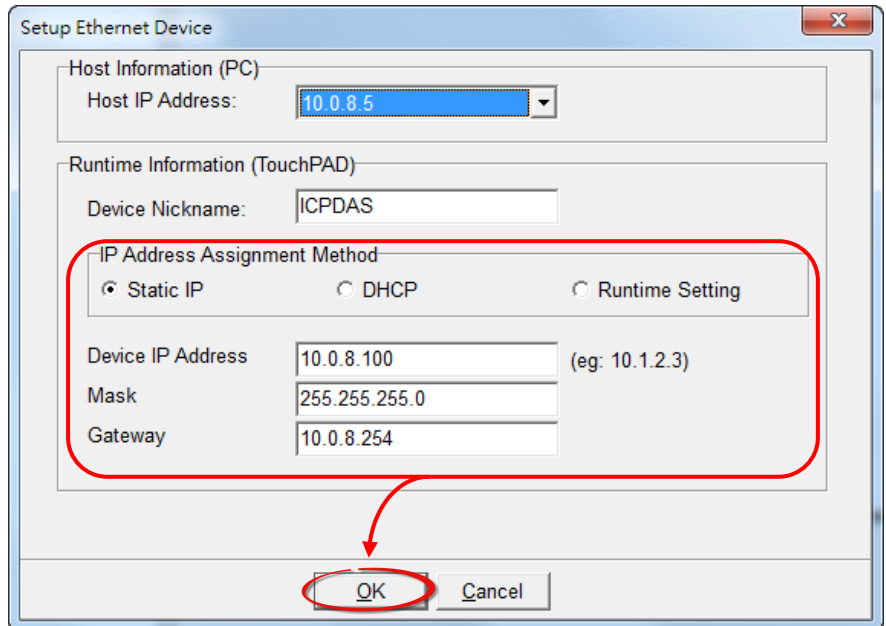 Setup Ethernet Device
Host Information (PC)
Host IP Address: 10.0.8.5
Runtime Information (TouchPAD)
Device Nickname: ICPDAS
IP Address Assignment Method
Static IP DHCP Runtime Setting
Device IP Address 10.0.8.100 (eg: 10.1.2.3)
Mask 255.255.255.0
Gateway 10.0.8.254
OK Cancel